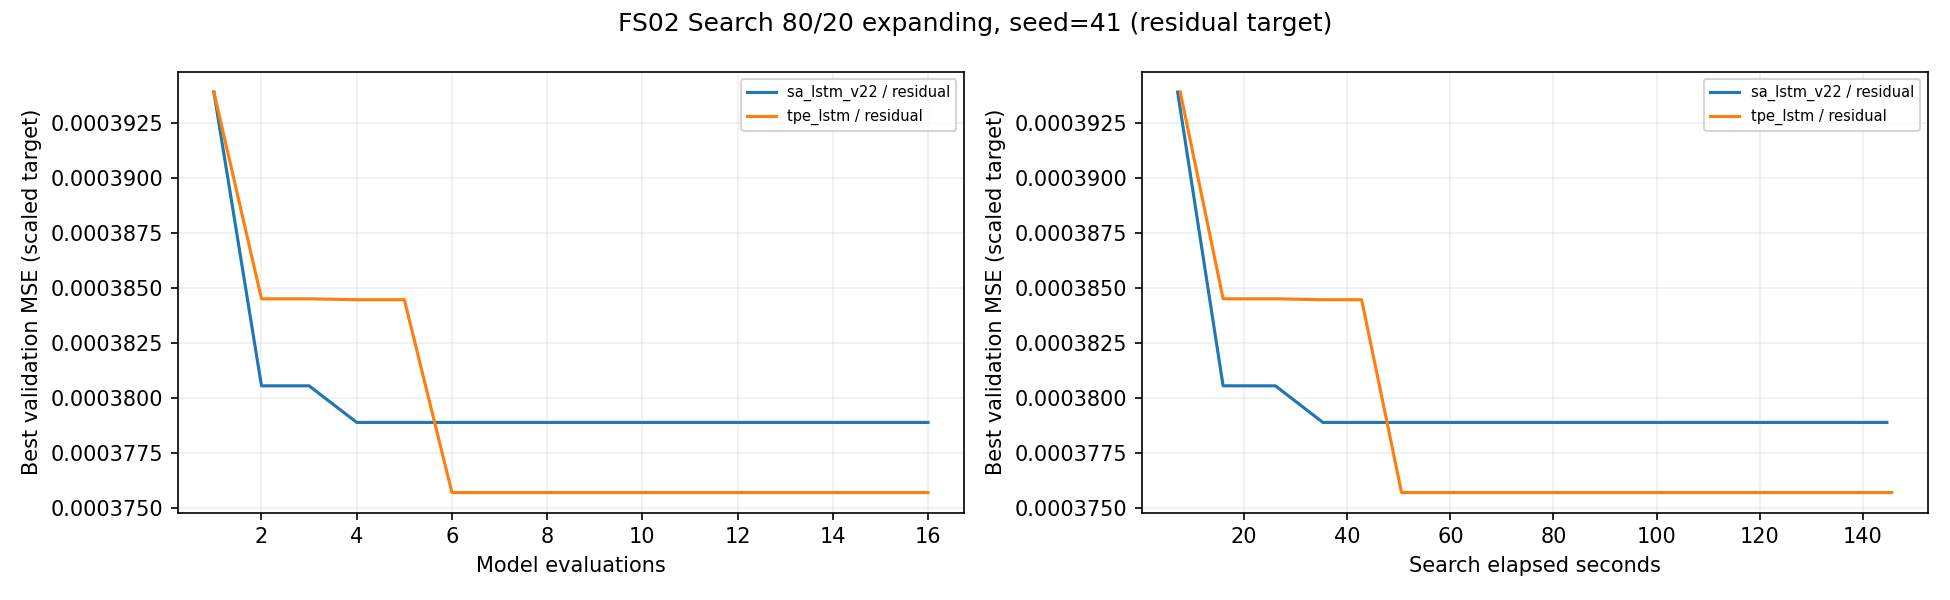 FS02 Search 80/20 expanding, seed=41 (residual target)
Best validation MSE (scaled target)
0.0003925
0.0003900
0.0003875
0.0003850
0.0003825
0.0003800
0.0003775
0.0003750
sa_lstm_v22 / residual
tpe_lstm / residual
2 4 6 8 10 12 14 16
Model evaluations
Best validation MSE (scaled target)
0.0003925
0.0003900
0.0003875
0.0003850
0.0003825
0.0003800
0.0003775
0.0003750
sa_lstm_v22 / residual
tpe_lstm / residual
20 40 60 80 100 120 140
Search elapsed seconds